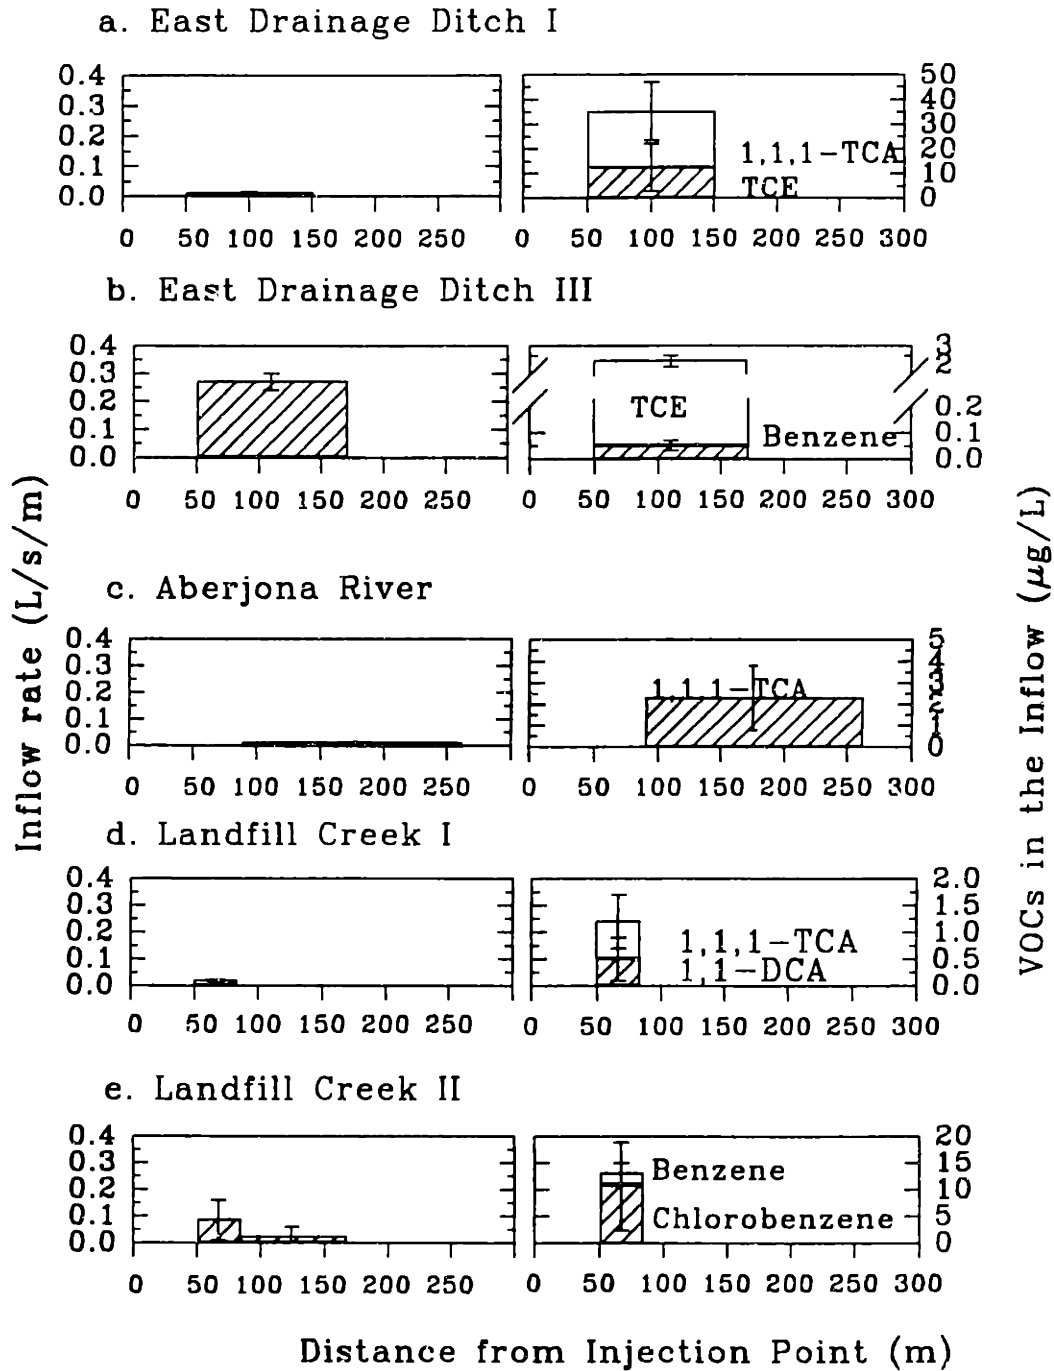 a. East Drainage Ditch I
0.4
0.3
0.2
0.1
0.0
0 50 100 150 200 250
50
40
30
20
10
0
1,1,1-TCA
TCE
0 50 100 150 200 250 300
b. East Drainage Ditch III
0.4
0.3
0.2
0.1
0.0
0 50 100 150 200 250
3
2
0.2
0.1
0.0
TCE
Benzene
0 50 100 150 200 250 300
c. Aberjona River
0.4
0.3
0.2
0.1
0.0
0 50 100 150 200 250
5
4
3
2
1
0
1,1,1-TCA
0 50 100 150 200 250 300
d. Landfill Creek I
0.4
0.3
0.2
0.1
0.0
0 50 100 150 200 250
2.0
1.5
1.0
0.5
0.0
1,1,1-TCA
1,1-DCA
0 50 100 150 200 250 300
e. Landfill Creek II
0.4
0.3
0.2
0.1
0.0
0 50 100 150 200 250
20
15
10
5
0
Benzene
Chlorobenzene
0 50 100 150 200 250 300
Inflow rate (L/s/m)
VOCs in the Inflow (μg/L)
Distance from Injection Point (m)